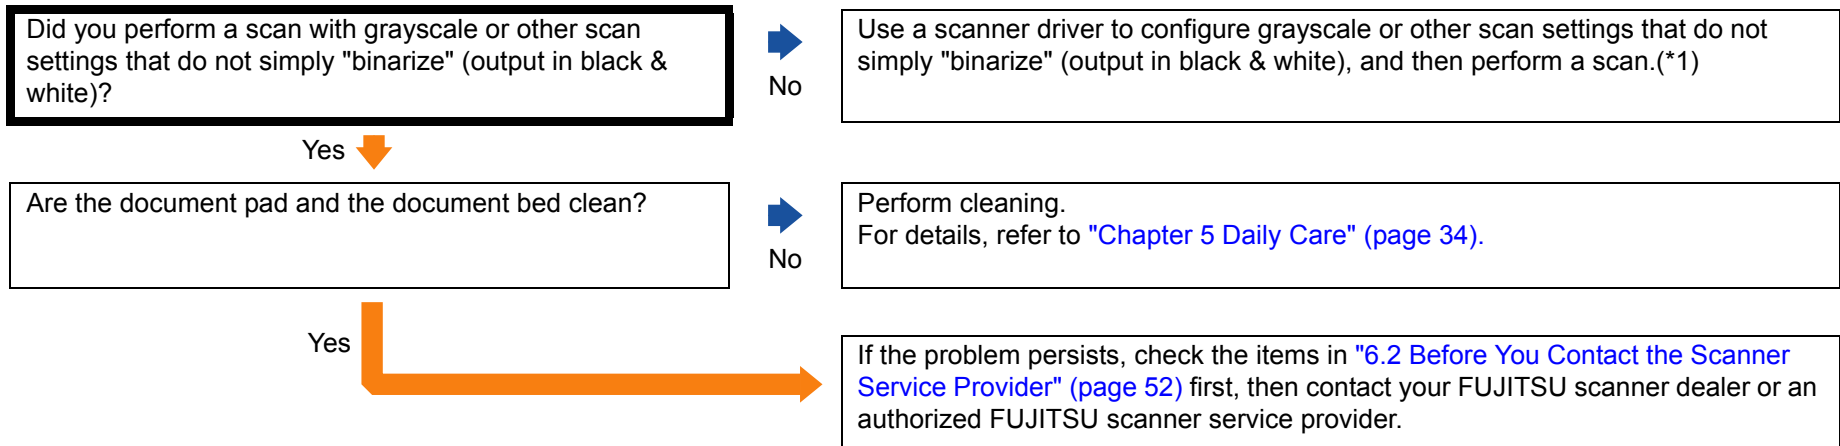 Did you perform a scan with grayscale or other scan
settings that do not simply "binarize" (output in black &
white)?
No
Use a scanner driver to configure grayscale or other scan settings that do not
simply "binarize" (output in black & white), and then perform a scan.(*1)
Yes
Are the document pad and the document bed clean?
No
Perform cleaning.
For details, refer to "Chapter 5 Daily Care" (page 34).
Yes
If the problem persists, check the items in "6.2 Before You Contact the Scanner
Service Provider" (page 52) first, then contact your FUJITSU scanner dealer or an
authorized FUJITSU scanner service provider.